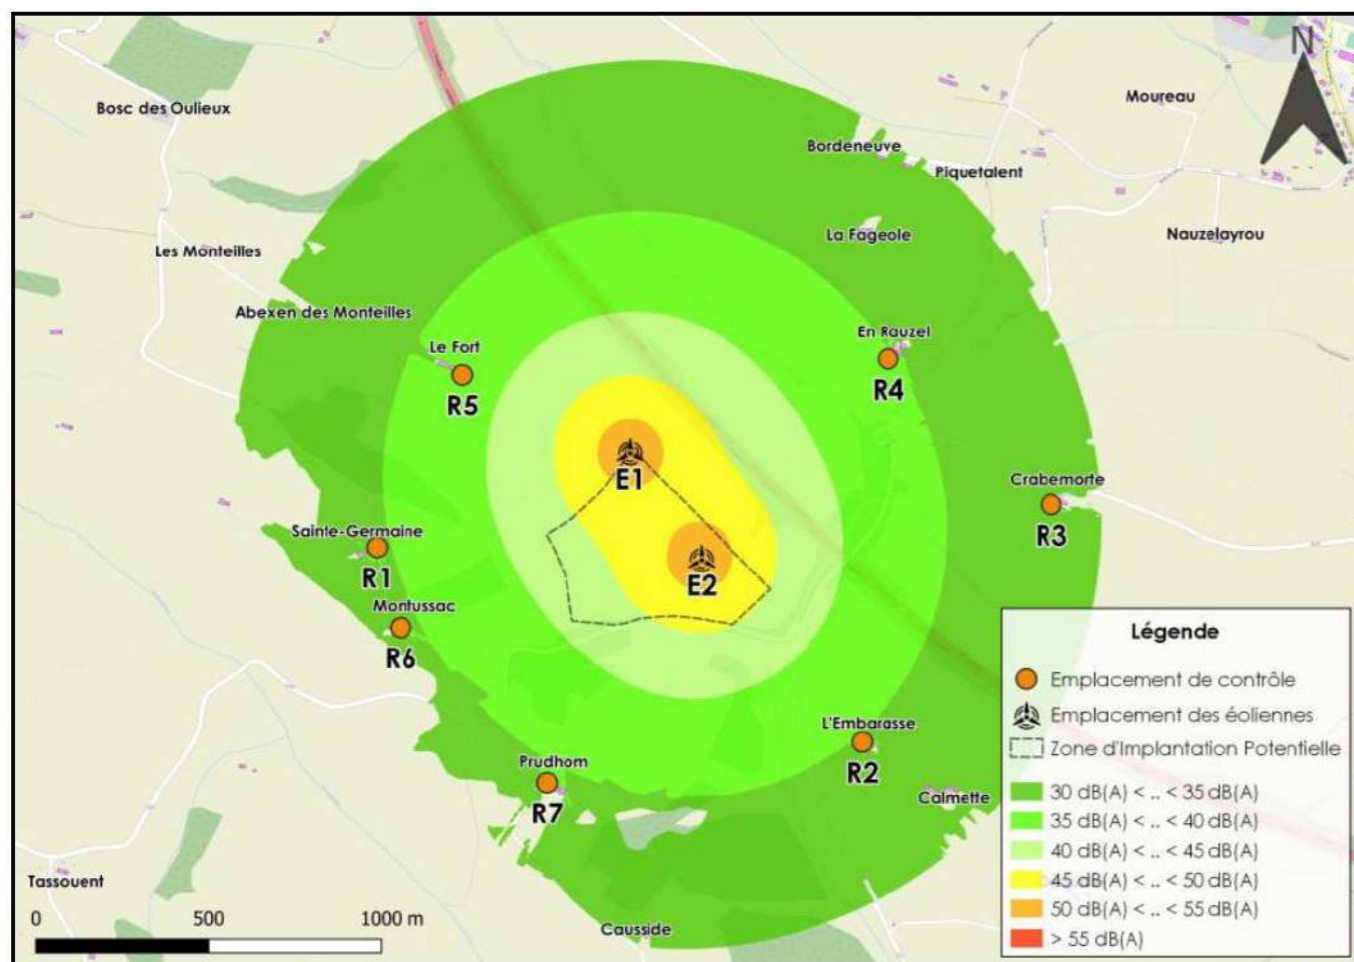 N
Bosc des Oulieux
Moureau
Bordeneuve
Piquetalent
La Fageole
Nauzelayrou
Les Monteilles
Abexen des Monteilles
Le Fort
En Rauzel
R5
R4
E1
Crabemorte
R3
Sainte-Germaine
R1
E2
Montussac
R6
L'Embarasse
R2
Prudhom
R7
Calmette
Tassouent
Causside
0 500 1000 m
Légende
Emplacement de contrôle
Emplacement des éoliennes
Zone d'Implantation Potentielle
30 dB(A) < .. < 35 dB(A)
35 dB(A) < .. < 40 dB(A)
40 dB(A) < .. < 45 dB(A)
45 dB(A) < .. < 50 dB(A)
50 dB(A) < .. < 55 dB(A)
> 55 dB(A)